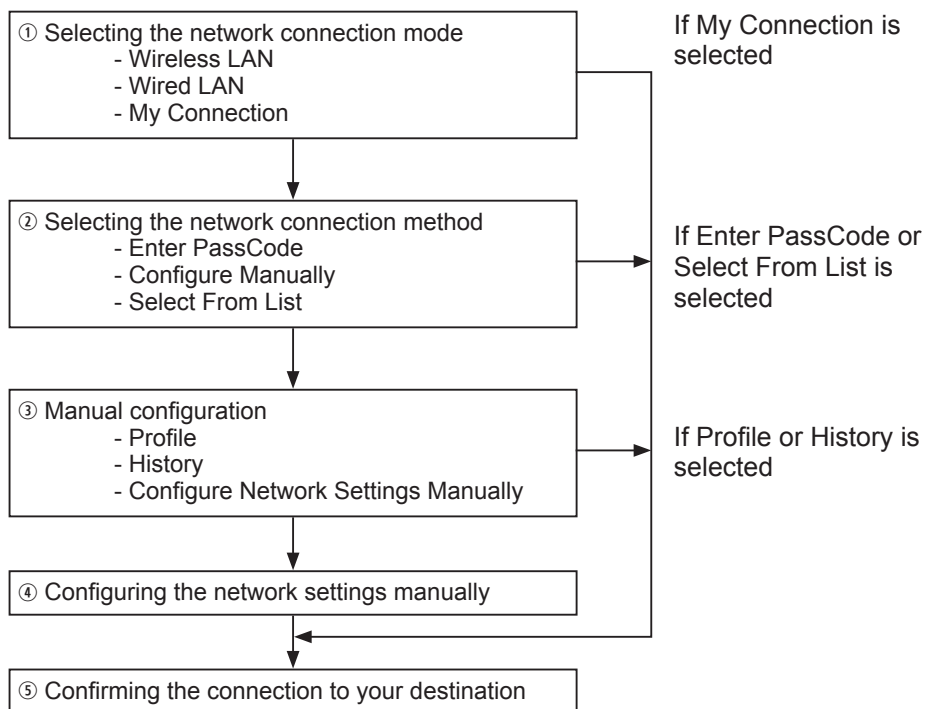 ① Selecting the network connection mode
- Wireless LAN
- Wired LAN
- My Connection
If My Connection is
selected
② Selecting the network connection method
- Enter PassCode
- Configure Manually
- Select From List
If Enter PassCode or
Select From List is
selected
③ Manual configuration
- Profile
- History
- Configure Network Settings Manually
If Profile or History is
selected
④ Configuring the network settings manually
⑤ Confirming the connection to your destination